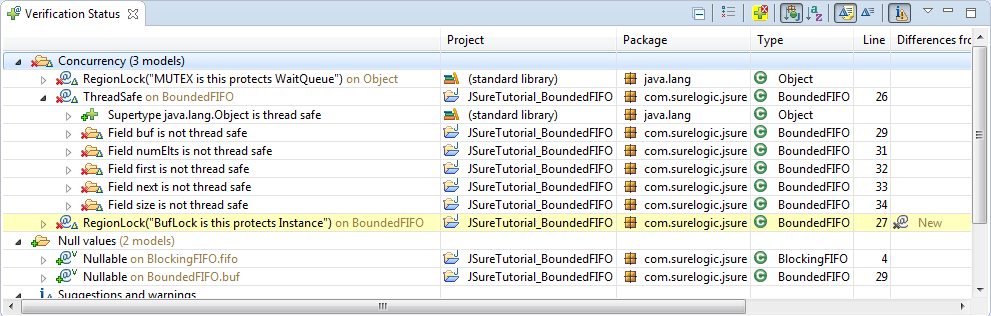 Verification Status
Project Package Type Line Differences fro
Concurrency (3 models)
RegionLock("MUTEX is this protects WaitQueue") on Object (standard library) java.lang Object
ThreadSafe on BoundedFIFO JSureTutorial_BoundedFIFO com.surelogic.jsure BoundedFIFO 26
Supertype java.lang.Object is thread safe (standard library) java.lang Object
Field buf is not thread safe JSureTutorial_BoundedFIFO com.surelogic.jsure BoundedFIFO 29
Field numElts is not thread safe JSureTutorial_BoundedFIFO com.surelogic.jsure BoundedFIFO 31
Field first is not thread safe JSureTutorial_BoundedFIFO com.surelogic.jsure BoundedFIFO 32
Field next is not thread safe JSureTutorial_BoundedFIFO com.surelogic.jsure BoundedFIFO 33
Field size is not thread safe JSureTutorial_BoundedFIFO com.surelogic.jsure BoundedFIFO 34
RegionLock("BufLock is this protects Instance") on BoundedFIFO JSureTutorial_BoundedFIFO com.surelogic.jsure BoundedFIFO 27 New
Null values (2 models)
Nullable on BlockingFIFO.fifo JSureTutorial_BoundedFIFO com.surelogic.jsure BlockingFIFO 4
Nullable on BoundedFIFO.buf JSureTutorial_BoundedFIFO com.surelogic.jsure BoundedFIFO 29
Suggestions and warnings